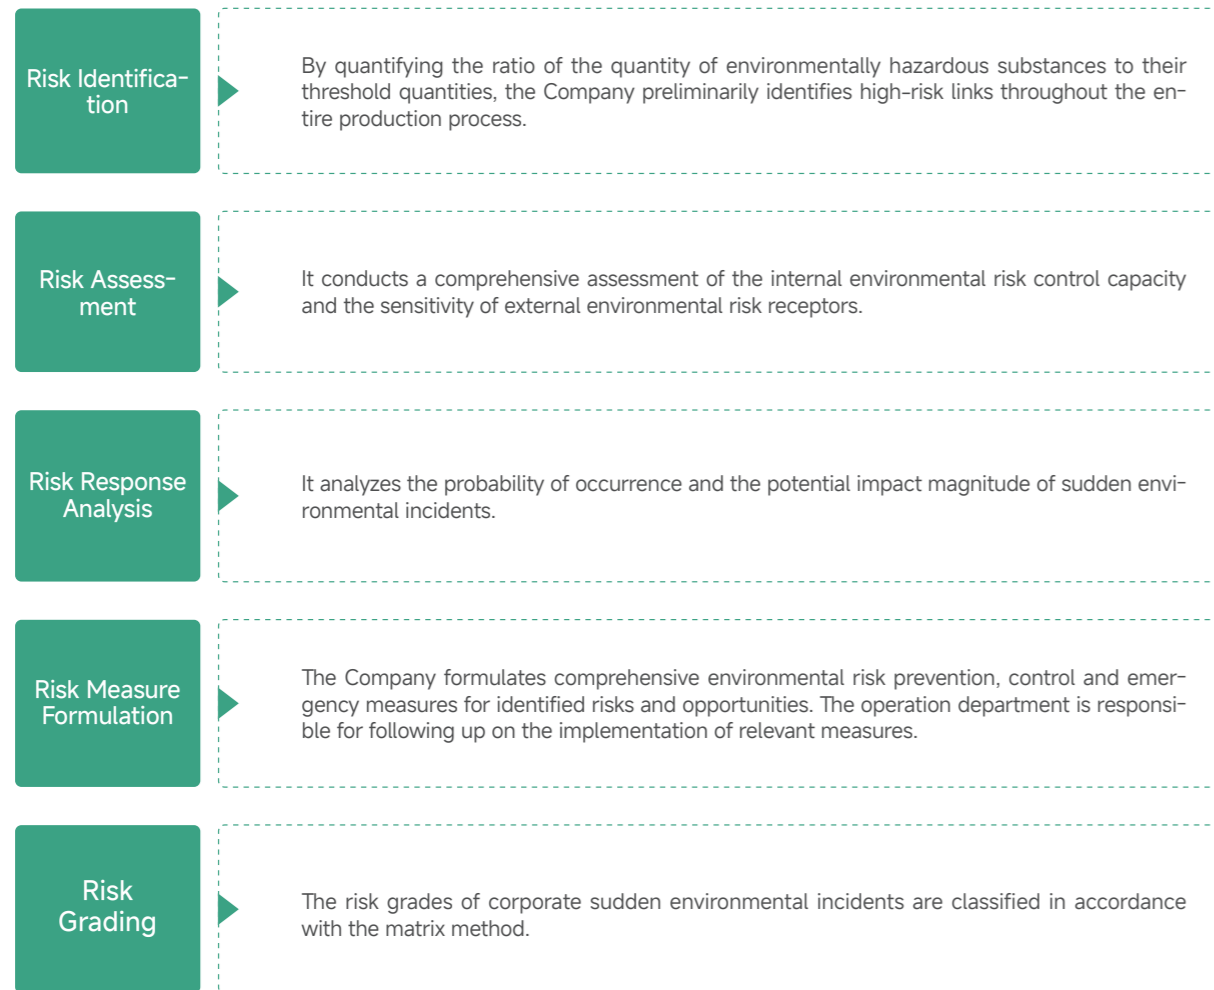 Risk Identifica-
tion
By quantifying the ratio of the quantity of environmentally hazardous substances to their
threshold quantities, the Company preliminarily identifies high-risk links throughout the en-
tire production process.
Risk Assess-
ment
It conducts a comprehensive assessment of the internal environmental risk control capacity
and the sensitivity of external environmental risk receptors.
Risk Response
Analysis
It analyzes the probability of occurrence and the potential impact magnitude of sudden envi-
ronmental incidents.
Risk Measure
Formulation
The Company formulates comprehensive environmental risk prevention, control and emer-
gency measures for identified risks and opportunities. The operation department is responsi-
ble for following up on the implementation of relevant measures.
Risk
Grading
The risk grades of corporate sudden environmental incidents are classified in accordance
with the matrix method.